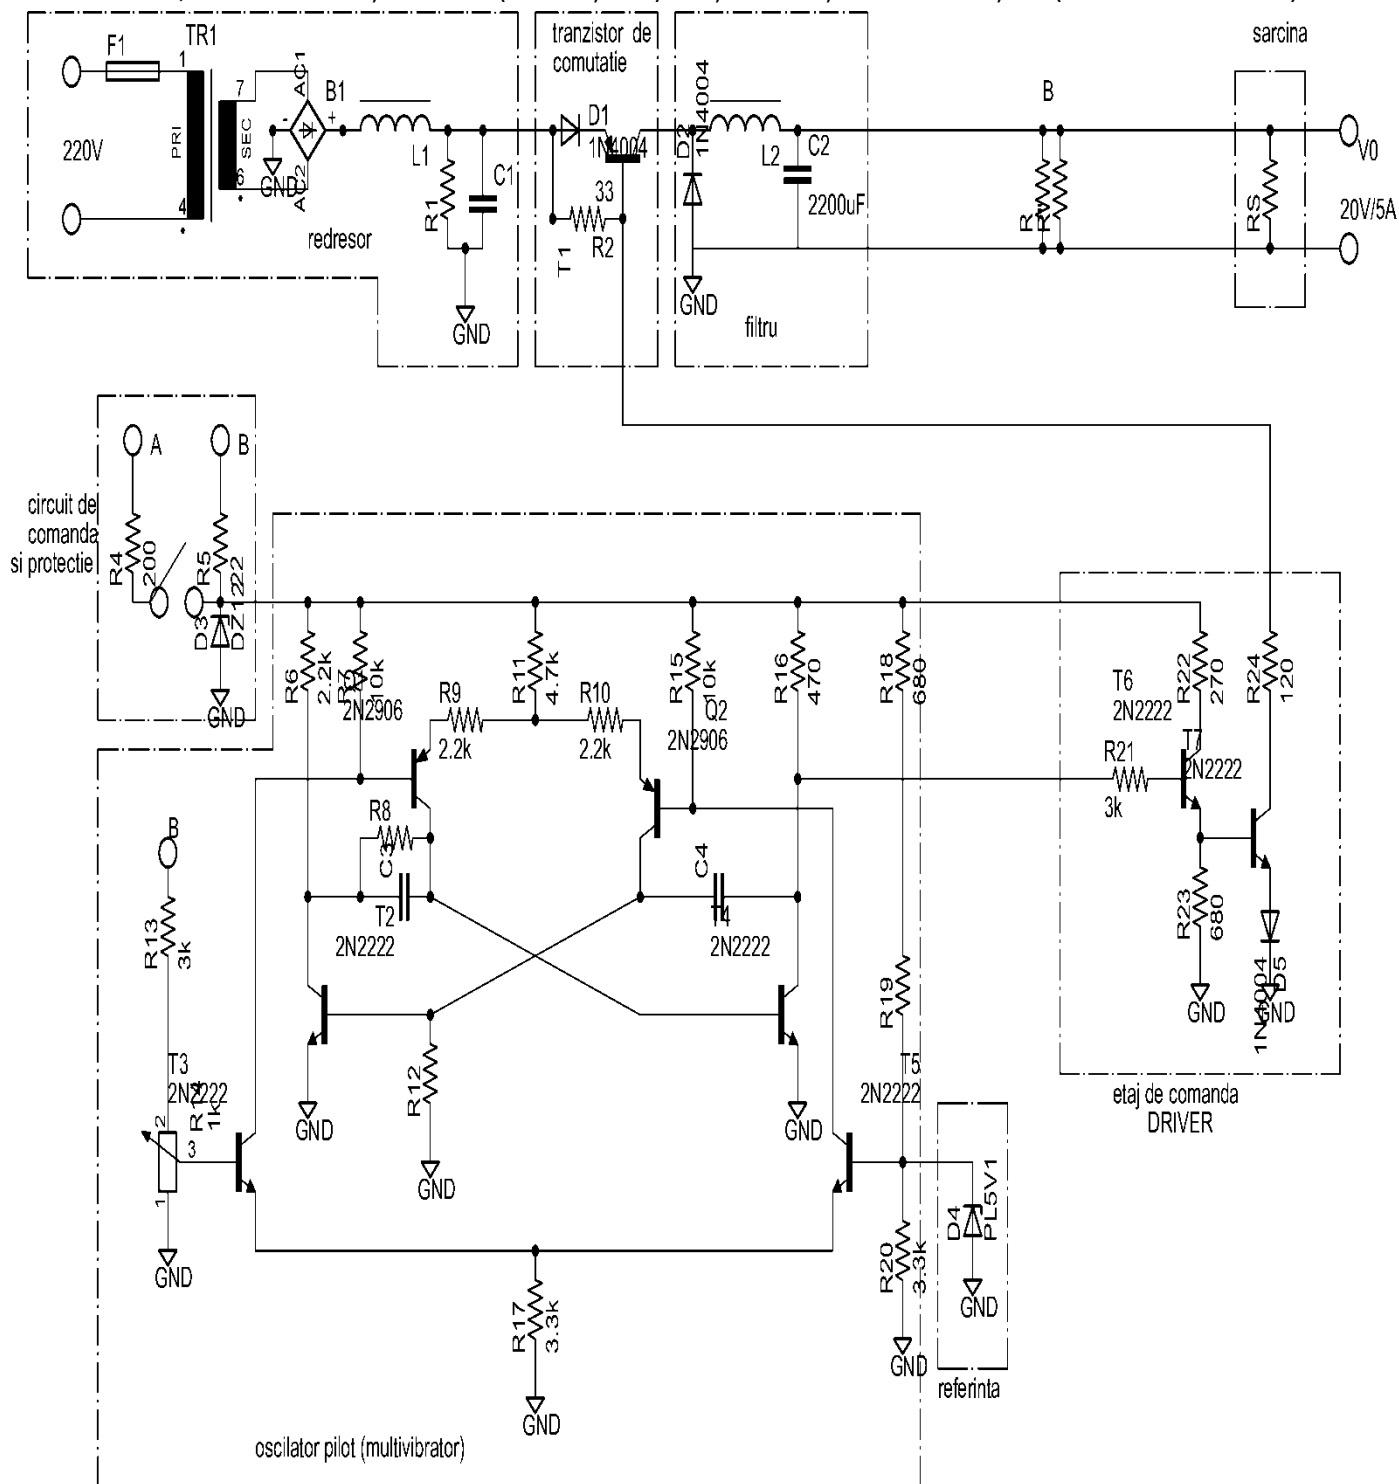 F1
TR1
220V
1
4
PRI
SEC
7
6
AC1
AC2
B1
-
+
GND
redresor
L1
R1
C1
GND
tranzistor de
comutatie
D1
1N4004
33
R2
T1
D2
1N4004
L2
C2
2200uF
GND
filtru
B
sarcina
RS
V0
20V/5A
A
B
circuit de
comanda
si protectie
R4
200
R5
22
D3
DZ12
GND
R6
2.2k
10k
2N2906
R9
2.2k
R11
4.7k
R10
2.2k
R15
10k
Q2
2N2906
R16
470
R18
680
R8
C3
T2
2N2222
C4
T4
2N2222
T6
2N2222
R21
3k
T7
2N2222
R22
270
R24
120
R23
680
GND
1N4004
D5
GND
etaj de comanda
DRIVER
B
R13
3k
T3
2N2222
R14
1k
2
3
1
GND
GND
R12
GND
GND
R19
T5
2N2222
R20
3.3k
GND
D4
PL5V1
GND
referinta
R17
3.3k
GND
oscilator pilot (multivibrator)